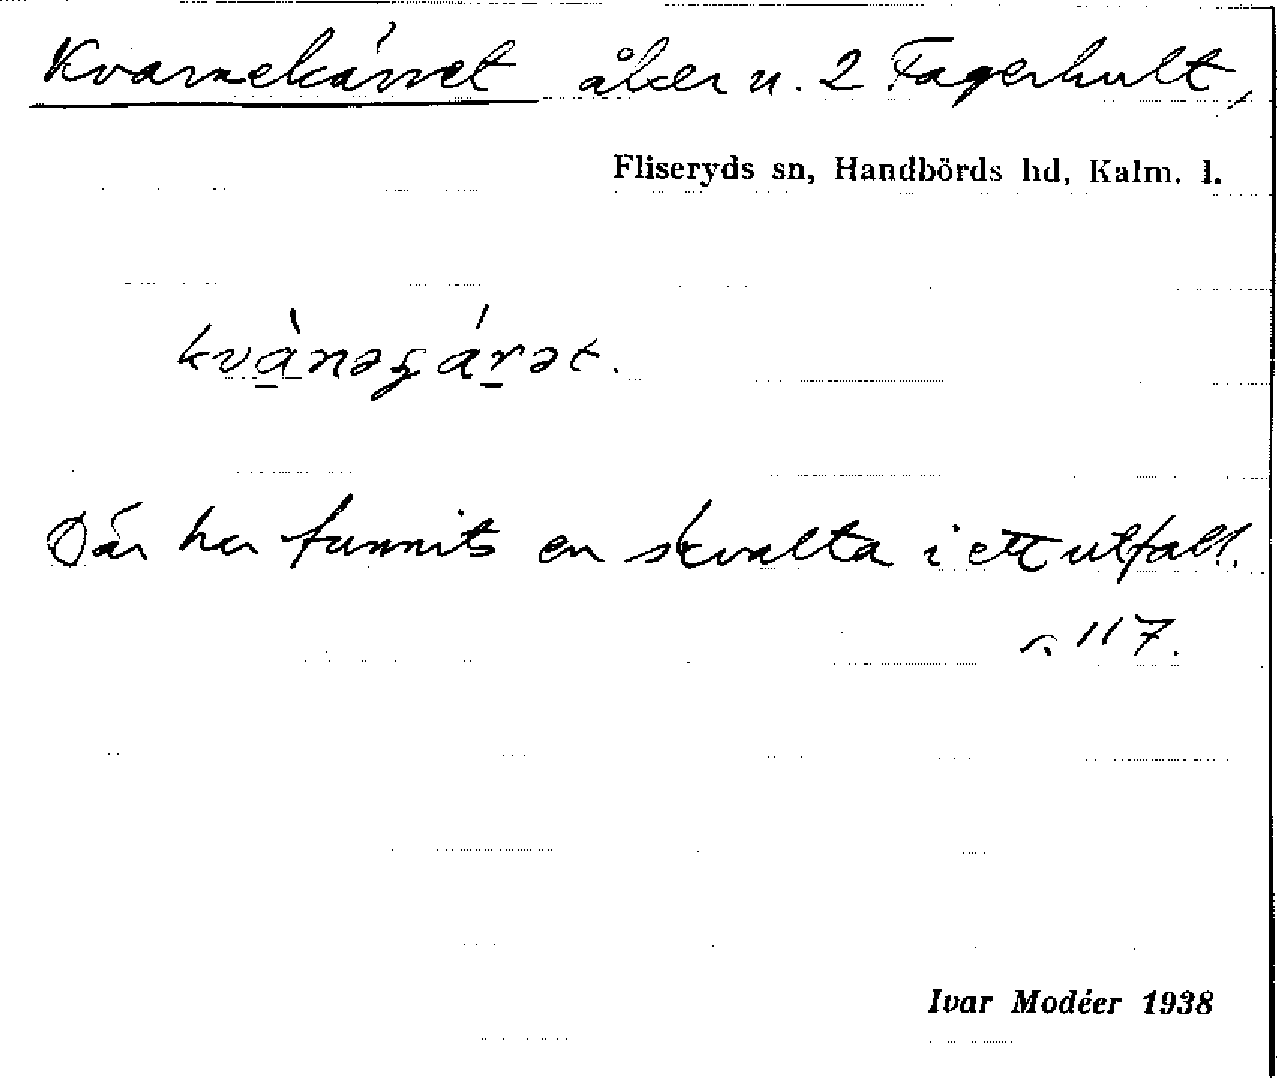 Kvarnekärret åker n. 2 Fagerhult,
Fliseryds sn, Handbörds hd, Kalm. l.
Där har funnits en skvalta i ett utfall.
s. 117.
Ivar Modéer 1938